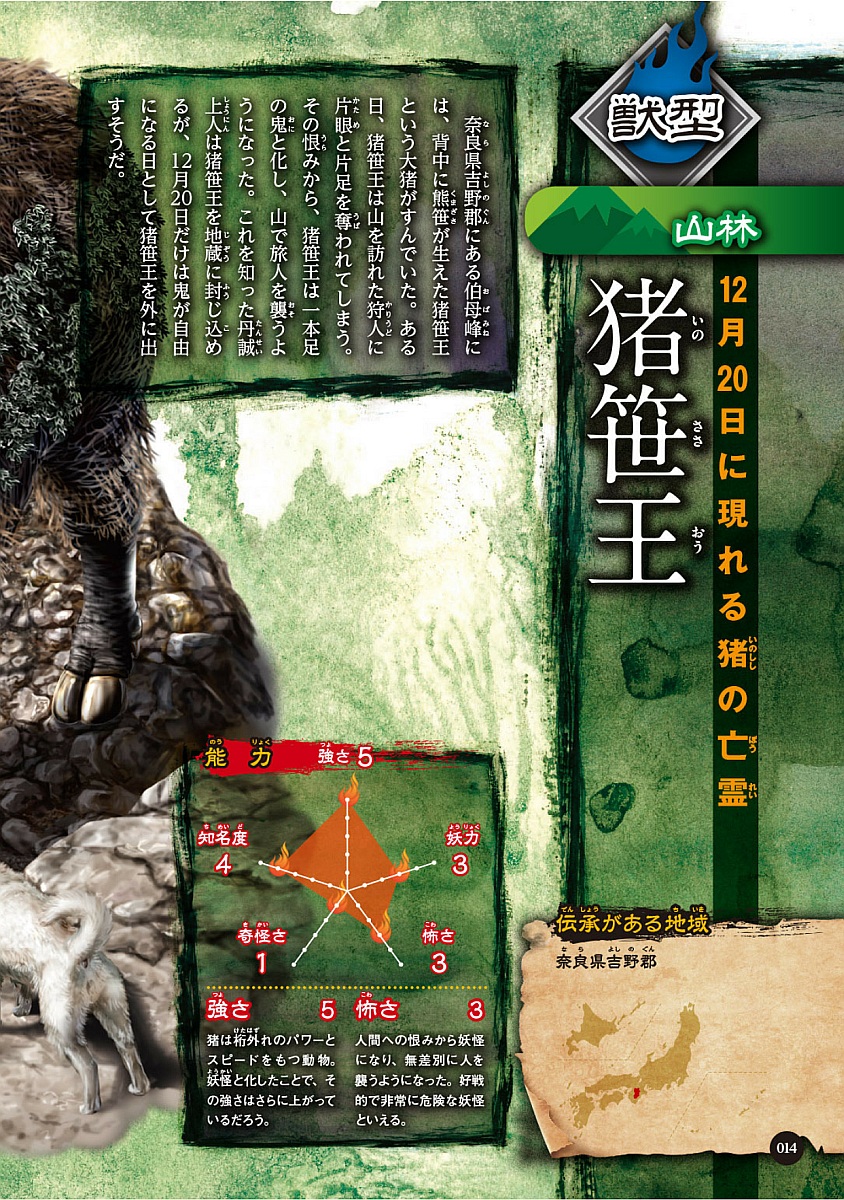 獣型
山林
12月20日に現れる猪の亡霊
猪笹王
奈良県吉野郡にある伯母峰に
は、背中に熊笹が生えた猪笹王
という大猪がすんでいた。ある
日、猪笹王は山を訪れた狩人に
片眼と片足を奪われてしまう。
その恨みから、猪笹王は一本足
の鬼と化し、山で旅人を襲うよ
うになった。これを知った丹誠
上人は猪笹王を地蔵に封じ込め
るが、12月20日だけは鬼が自由
になる日として猪笹王を外に出
すそうだ。
能力
強さ 5
知名度
4
妖力
3
奇怪さ
1
怖さ
3
強さ 5
猪は桁外れのパワーと
スピードをもつ動物。
妖怪と化したことで、そ
の強さはさらに上がって
いるだろう。
怖さ 3
人間への恨みから妖怪
になり、無差別に人を
襲うようになった。好戦
的で非常に危険な妖怪
といえる。
伝承がある地域
奈良県吉野郡
014